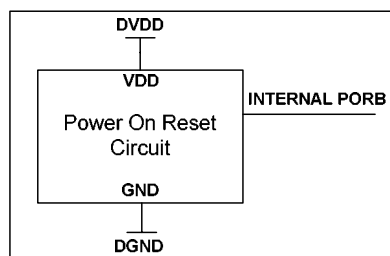 DVDD
VDD
INTERNAL PORB
Power On Reset
Circuit
GND
DGND